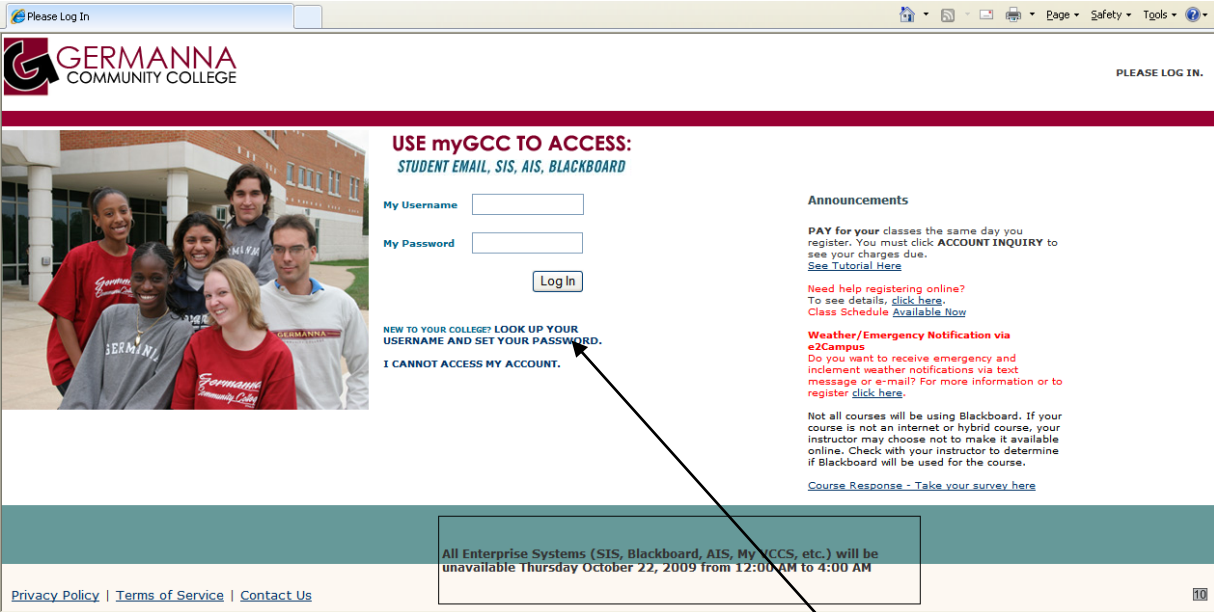 Please Log In
Page
Safety
Tools
GERMANNA
COMMUNITY COLLEGE
PLEASE LOG IN.
USE myGCC TO ACCESS:
STUDENT EMAIL, SIS, AIS, BLACKBOARD
My Username
My Password
Log In
NEW TO YOUR COLLEGE? LOOK UP YOUR
USERNAME AND SET YOUR PASSWORD.
I CANNOT ACCESS MY ACCOUNT.
Germanna
Community College
GERMANNA
Germanna
Community College
GERMANNA
Announcements
PAY for your classes the same day you
register. You must click ACCOUNT INQUIRY to
see your charges due.
See Tutorial Here
Need help registering online?
To see details, click here.
Class Schedule Available Now
Weather/Emergency Notification via
e2Campus
Do you want to receive emergency and
inclement weather notifications via text
message or e-mail? For more information or to
register click here.
Not all courses will be using Blackboard. If your
course is not an internet or hybrid course, your
instructor may choose not to make it available
online. Check with your instructor to determine
if Blackboard will be used for the course.
Course Response - Take your survey here
All Enterprise Systems (SIS, Blackboard, AIS, My VCCS, etc.) will be
unavailable Thursday October 22, 2009 from 12:00 AM to 4:00 AM
Privacy Policy | Terms of Service | Contact Us
10